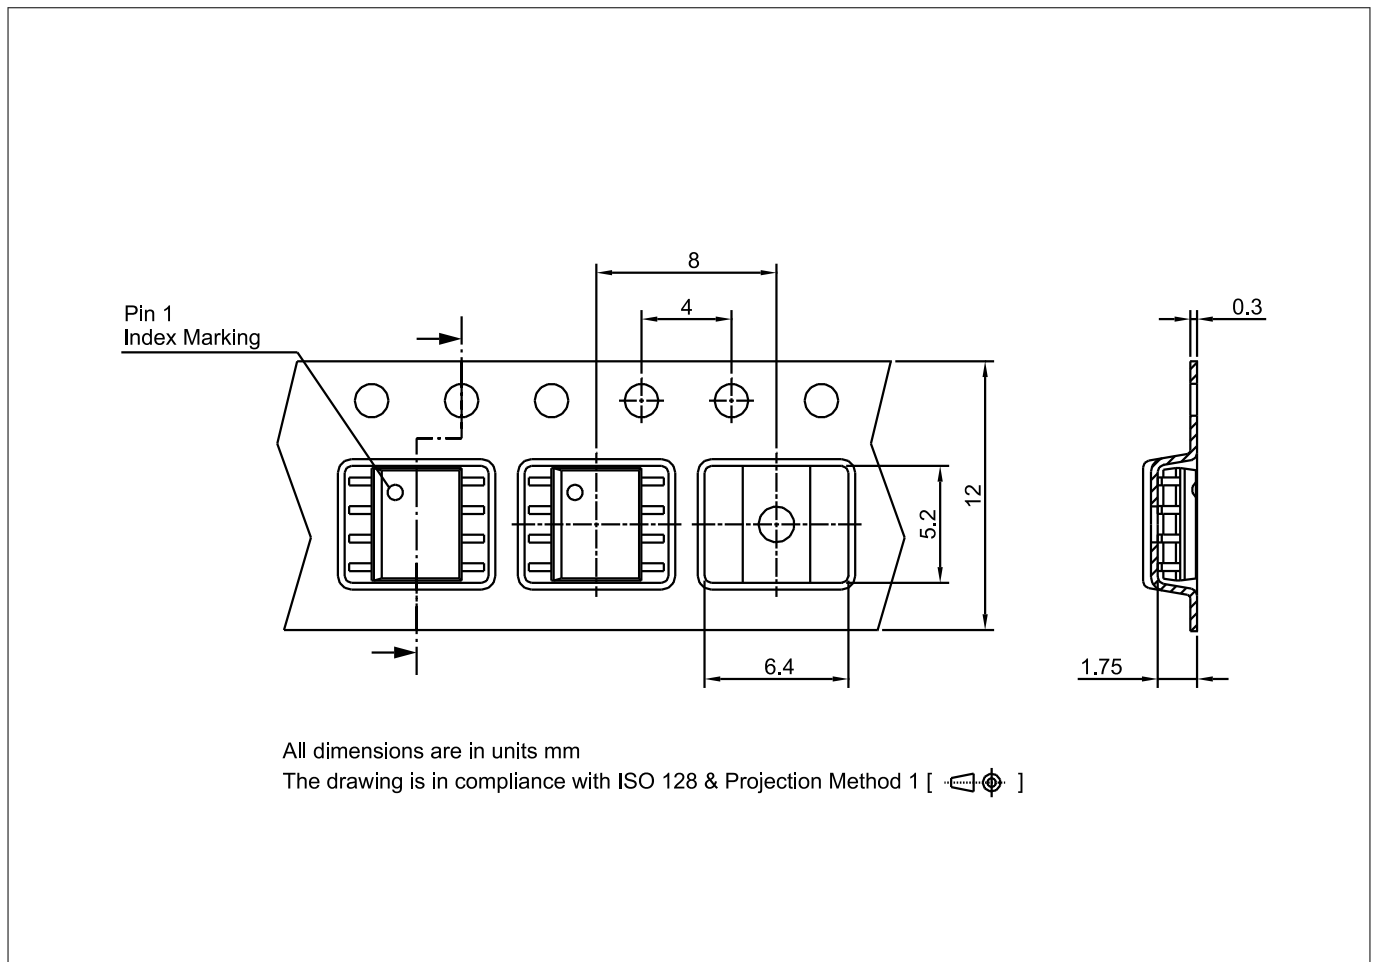 8
4
0.3
Pin 1
Index Marking
12
5.2
6.4
1.75
All dimensions are in units mm
The drawing is in compliance with ISO 128 & Projection Method 1 [ ]